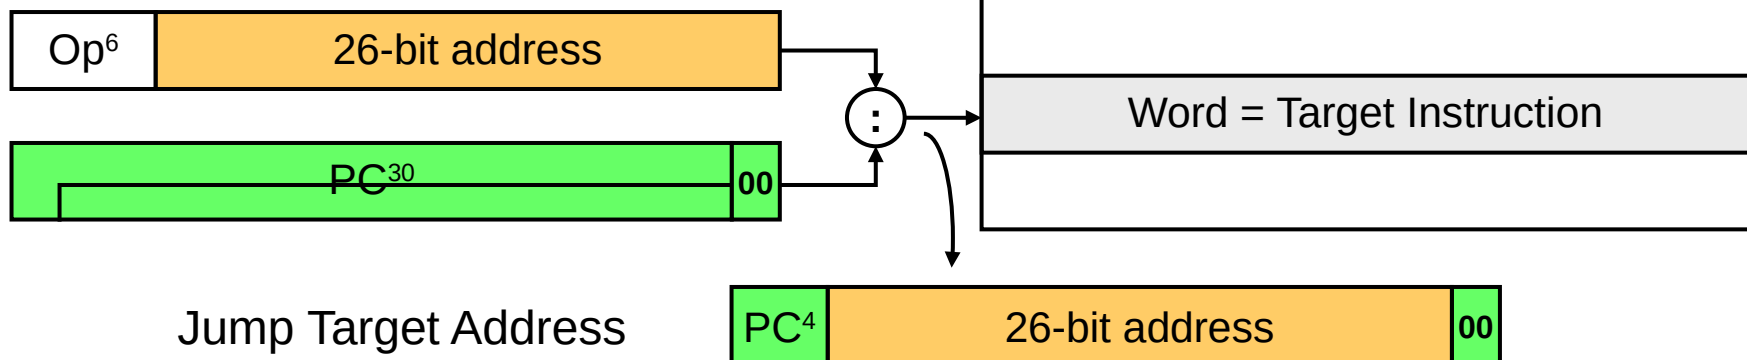 Op⁶ 26-bit address
:
Word = Target Instruction
PC³⁰ 00
Jump Target Address PC⁴ 26-bit address 00